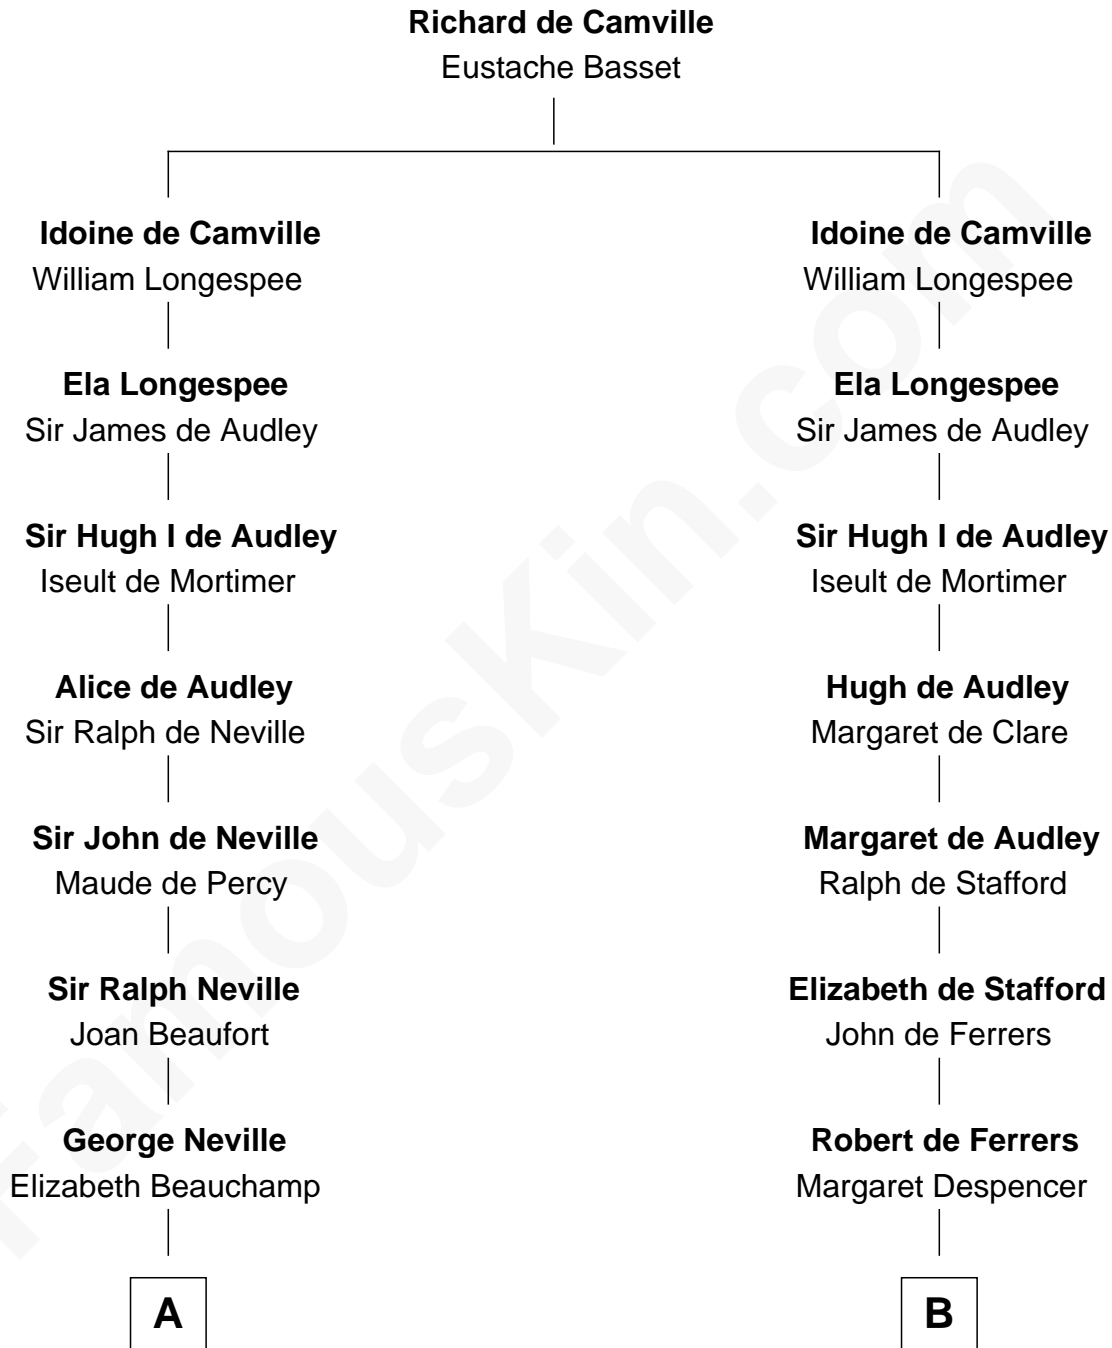 Richard de Camville
Eustache Basset
Idoine de Camville
William Longespee
Ela Longespee
Sir James de Audley
Sir Hugh I de Audley
Iseult de Mortimer
Alice de Audley
Sir Ralph de Neville
Sir John de Neville
Maude de Percy
Sir Ralph Neville
Joan Beaufort
George Neville
Elizabeth Beauchamp
A
Idoine de Camville
William Longespee
Ela Longespee
Sir James de Audley
Sir Hugh I de Audley
Iseult de Mortimer
Hugh de Audley
Margaret de Clare
Margaret de Audley
Ralph de Stafford
Elizabeth de Stafford
John de Ferrers
Robert de Ferrers
Margaret Despencer
B
FamousKin.com